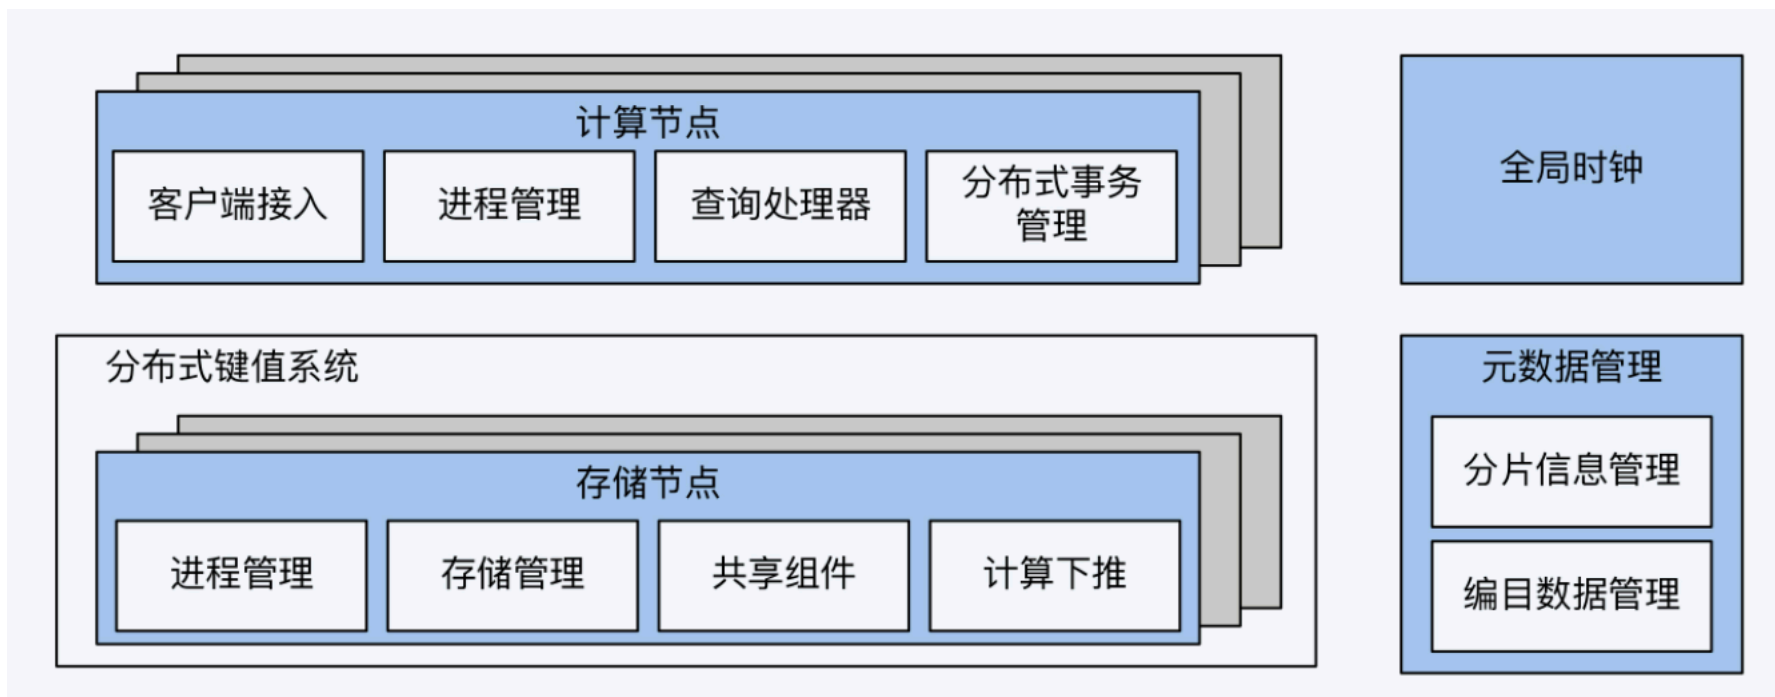 计算节点
客户端接入
进程管理
查询处理器
分布式事务
管理
全局时钟
分布式键值系统
存储节点
进程管理
存储管理
共享组件
计算下推
元数据管理
分片信息管理
编目数据管理